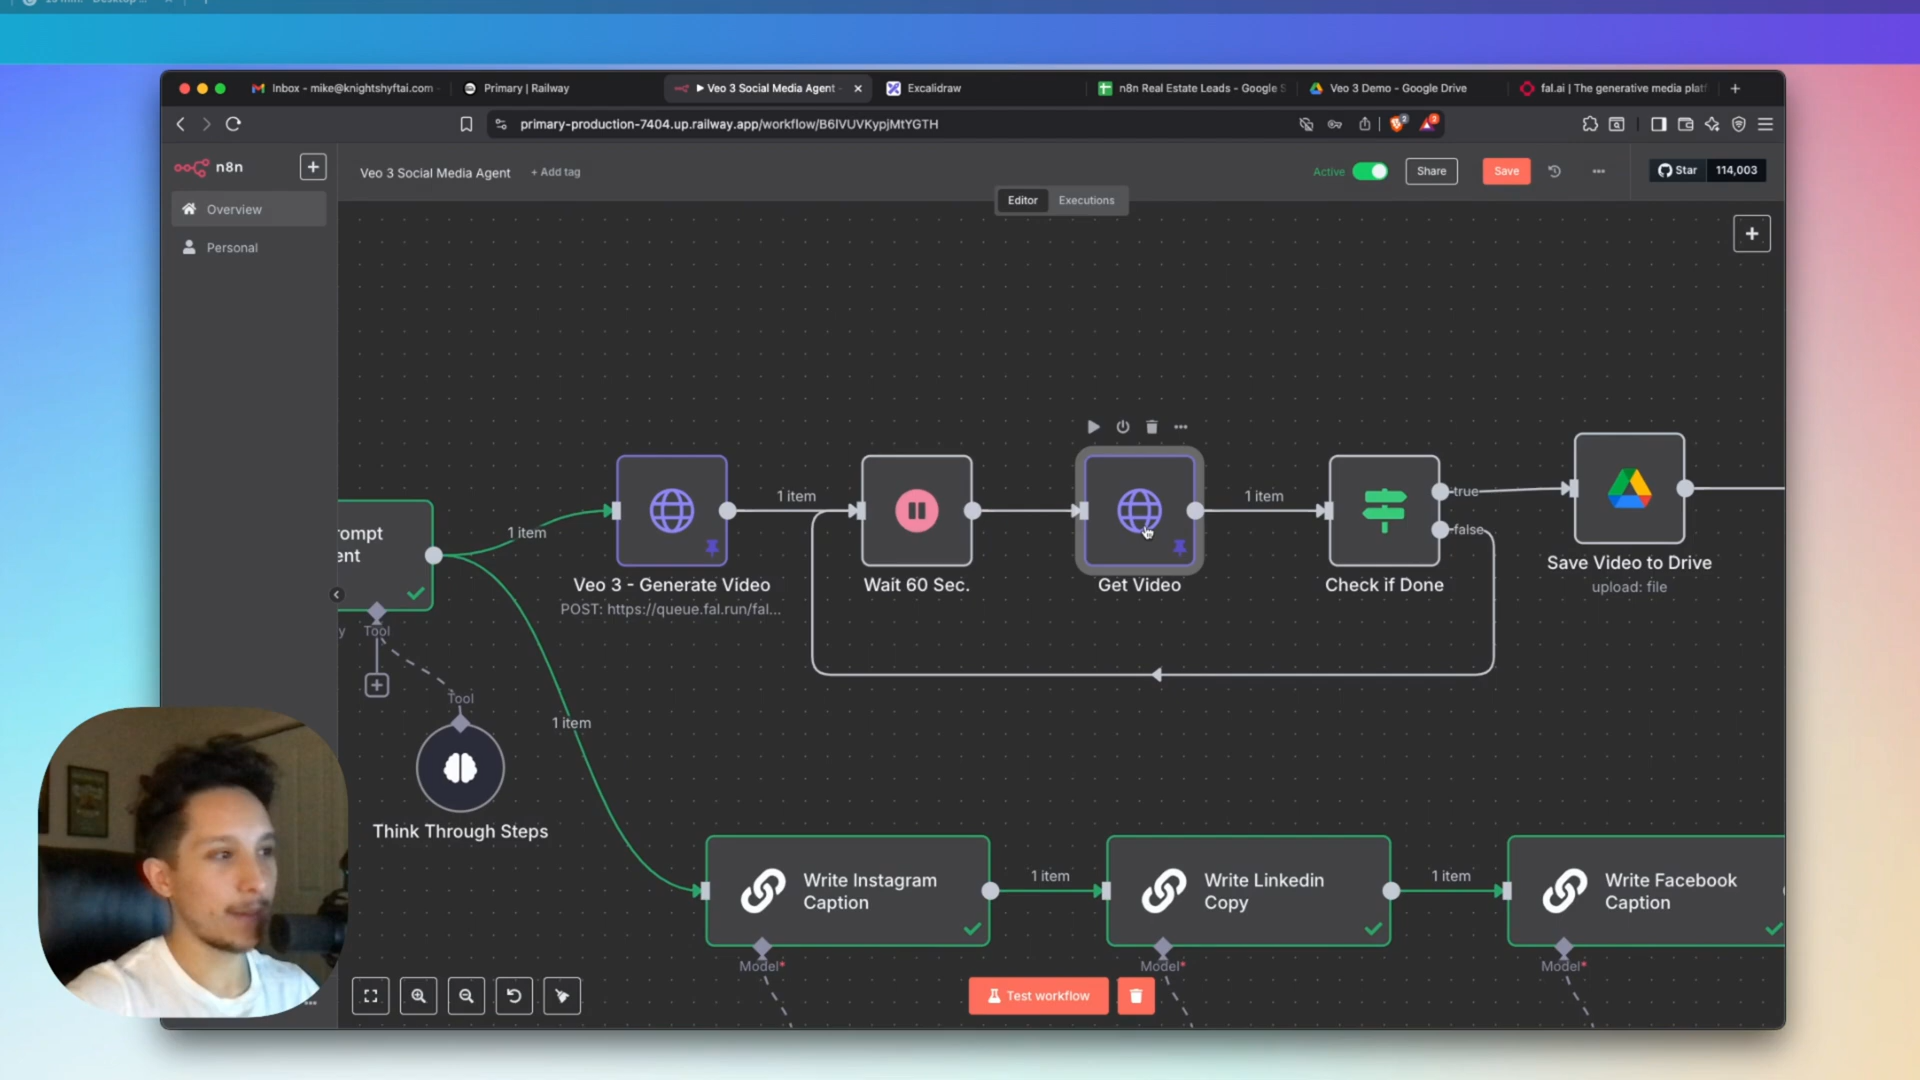 Inbox - mike@knightshyftai.com
Primary | Railway
Veo 3 Social Media Agent -
Excalidraw
n8n Real Estate Leads - Google S
Veo 3 Demo - Google Drive
fal.ai | The generative media platf
primary-production-7404.up.railway.app/workflow/B6lVUVKypjMtYGTH
n8n
Veo 3 Social Media Agent
+ Add tag
Active
Share
Save
Star
114,003
Editor
Executions
Overview
Personal
1 item
1 item
1 item
true
false
ompt
ent
Veo 3 - Generate Video
POST: https://queue.fal.run/fal...
Wait 60 Sec.
Get Video
Check if Done
Save Video to Drive
upload: file
y
Tool
Tool
1 item
Think Through Steps
Write Instagram
Caption
1 item
Write Linkedin
Copy
1 item
Write Facebook
Caption
Model*
Model*
Model*
Test workflow